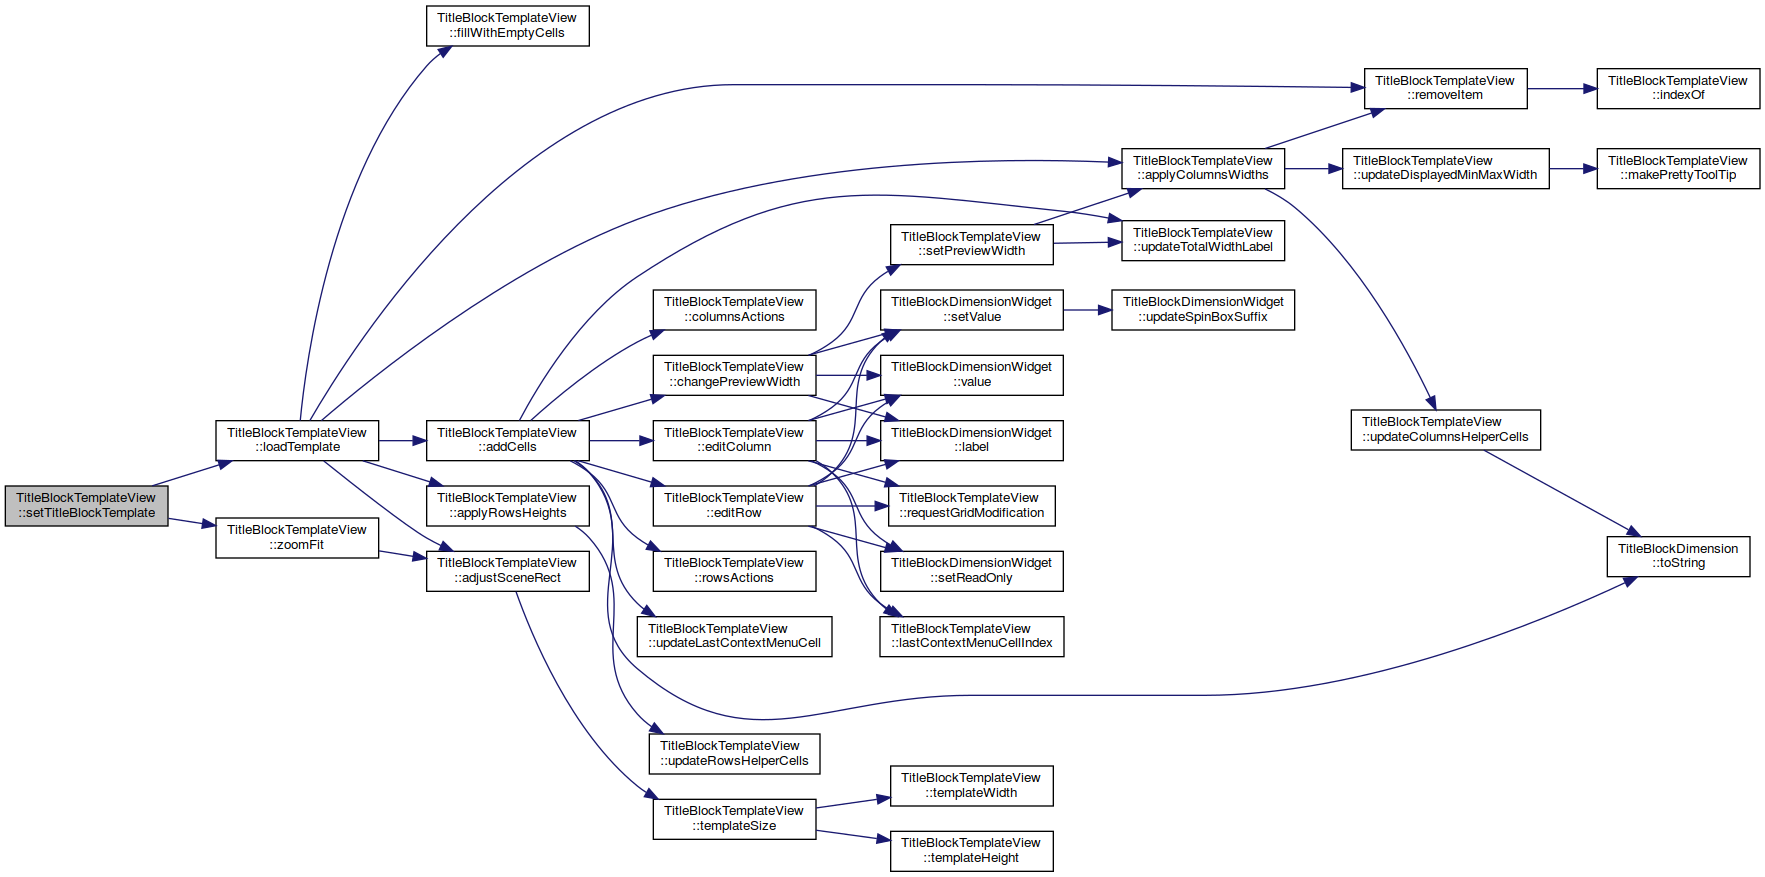 TitleBlockTemplateView
::fillWithEmptyCells
TitleBlockTemplateView
::removeItem
TitleBlockTemplateView
::indexOf
TitleBlockTemplateView
::applyColumnsWidths
TitleBlockTemplateView
::updateDisplayedMinMaxWidth
TitleBlockTemplateView
::makePrettyToolTip
TitleBlockTemplateView
::setPreviewWidth
TitleBlockTemplateView
::updateTotalWidthLabel
TitleBlockTemplateView
::columnsActions
TitleBlockDimensionWidget
::setValue
TitleBlockDimensionWidget
::updateSpinBoxSuffix
TitleBlockTemplateView
::changePreviewWidth
TitleBlockDimensionWidget
::value
TitleBlockTemplateView
::updateColumnsHelperCells
TitleBlockTemplateView
::loadTemplate
TitleBlockTemplateView
::addCells
TitleBlockTemplateView
::editColumn
TitleBlockDimensionWidget
::label
TitleBlockTemplateView
::setTitleBlockTemplate
TitleBlockTemplateView
::applyRowsHeights
TitleBlockTemplateView
::editRow
TitleBlockTemplateView
::requestGridModification
TitleBlockTemplateView
::zoomFit
TitleBlockTemplateView
::adjustSceneRect
TitleBlockTemplateView
::rowsActions
TitleBlockDimensionWidget
::setReadOnly
TitleBlockDimension
::toString
TitleBlockTemplateView
::updateLastContextMenuCell
TitleBlockTemplateView
::lastContextMenuCellIndex
TitleBlockTemplateView
::updateRowsHelperCells
TitleBlockTemplateView
::templateSize
TitleBlockTemplateView
::templateWidth
TitleBlockTemplateView
::templateHeight